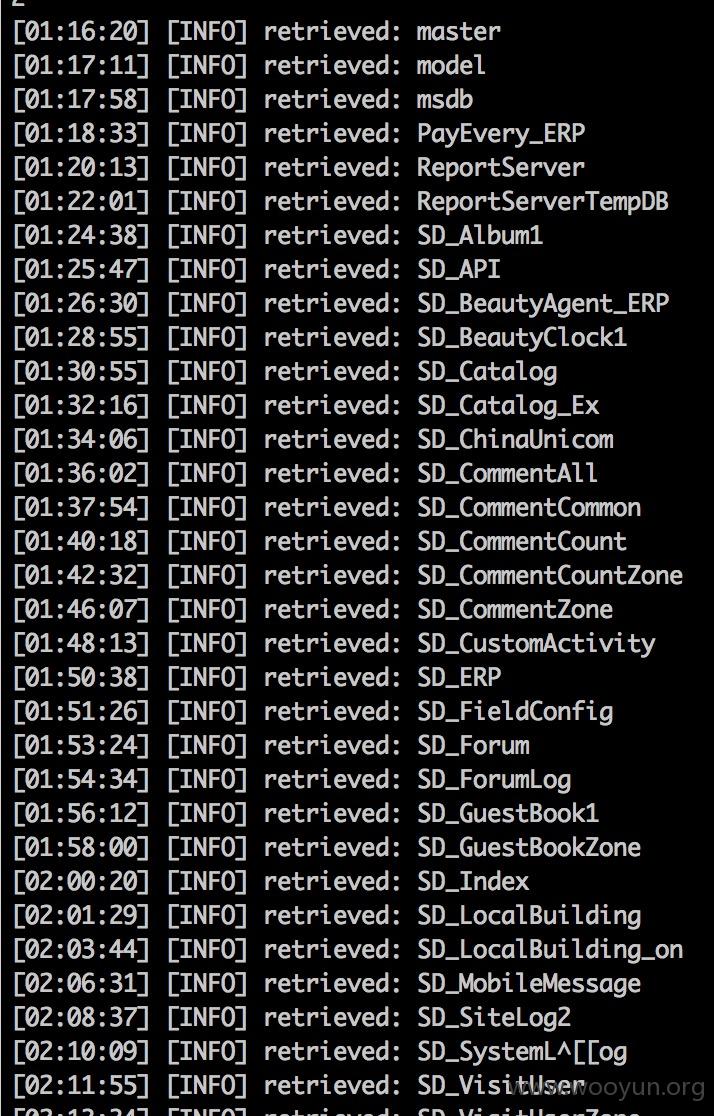 [01:16:20] [INFO] retrieved: master
[01:17:11] [INFO] retrieved: model
[01:17:58] [INFO] retrieved: msdb
[01:18:33] [INFO] retrieved: PayEvery_ERP
[01:20:13] [INFO] retrieved: ReportServer
[01:22:01] [INFO] retrieved: ReportServerTempDB
[01:24:38] [INFO] retrieved: SD_Album1
[01:25:47] [INFO] retrieved: SD_API
[01:26:30] [INFO] retrieved: SD_BeautyAgent_ERP
[01:28:55] [INFO] retrieved: SD_BeautyClock1
[01:30:55] [INFO] retrieved: SD_Catalog
[01:32:16] [INFO] retrieved: SD_Catalog_Ex
[01:34:06] [INFO] retrieved: SD_ChinaUnicom
[01:36:02] [INFO] retrieved: SD_CommentAll
[01:37:54] [INFO] retrieved: SD_CommentCommon
[01:40:18] [INFO] retrieved: SD_CommentCount
[01:42:32] [INFO] retrieved: SD_CommentCountZone
[01:46:07] [INFO] retrieved: SD_CommentZone
[01:48:13] [INFO] retrieved: SD_CustomActivity
[01:50:38] [INFO] retrieved: SD_ERP
[01:51:26] [INFO] retrieved: SD_FieldConfig
[01:53:24] [INFO] retrieved: SD_Forum
[01:54:34] [INFO] retrieved: SD_ForumLog
[01:56:12] [INFO] retrieved: SD_GuestBook1
[01:58:00] [INFO] retrieved: SD_GuestBookZone
[02:00:20] [INFO] retrieved: SD_Index
[02:01:29] [INFO] retrieved: SD_LocalBuilding
[02:03:44] [INFO] retrieved: SD_LocalBuilding_on
[02:06:31] [INFO] retrieved: SD_MobileMessage
[02:08:37] [INFO] retrieved: SD_SiteLog2
[02:10:09] [INFO] retrieved: SD_SystemL^[[og
[02:11:55] [INFO] retrieved: SD_VisitUser
www.wooyun.org